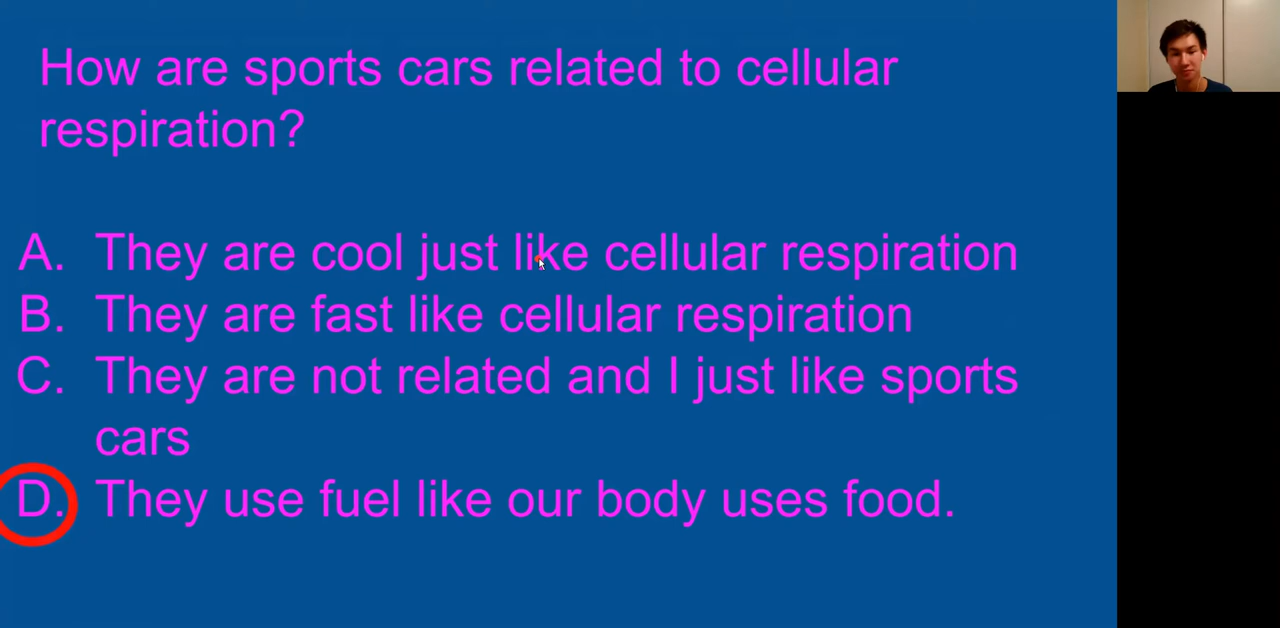 How are sports cars related to cellular
respiration?
A. They are cool just like cellular respiration
B. They are fast like cellular respiration
C. They are not related and I just like sports
cars
D. They use fuel like our body uses food.